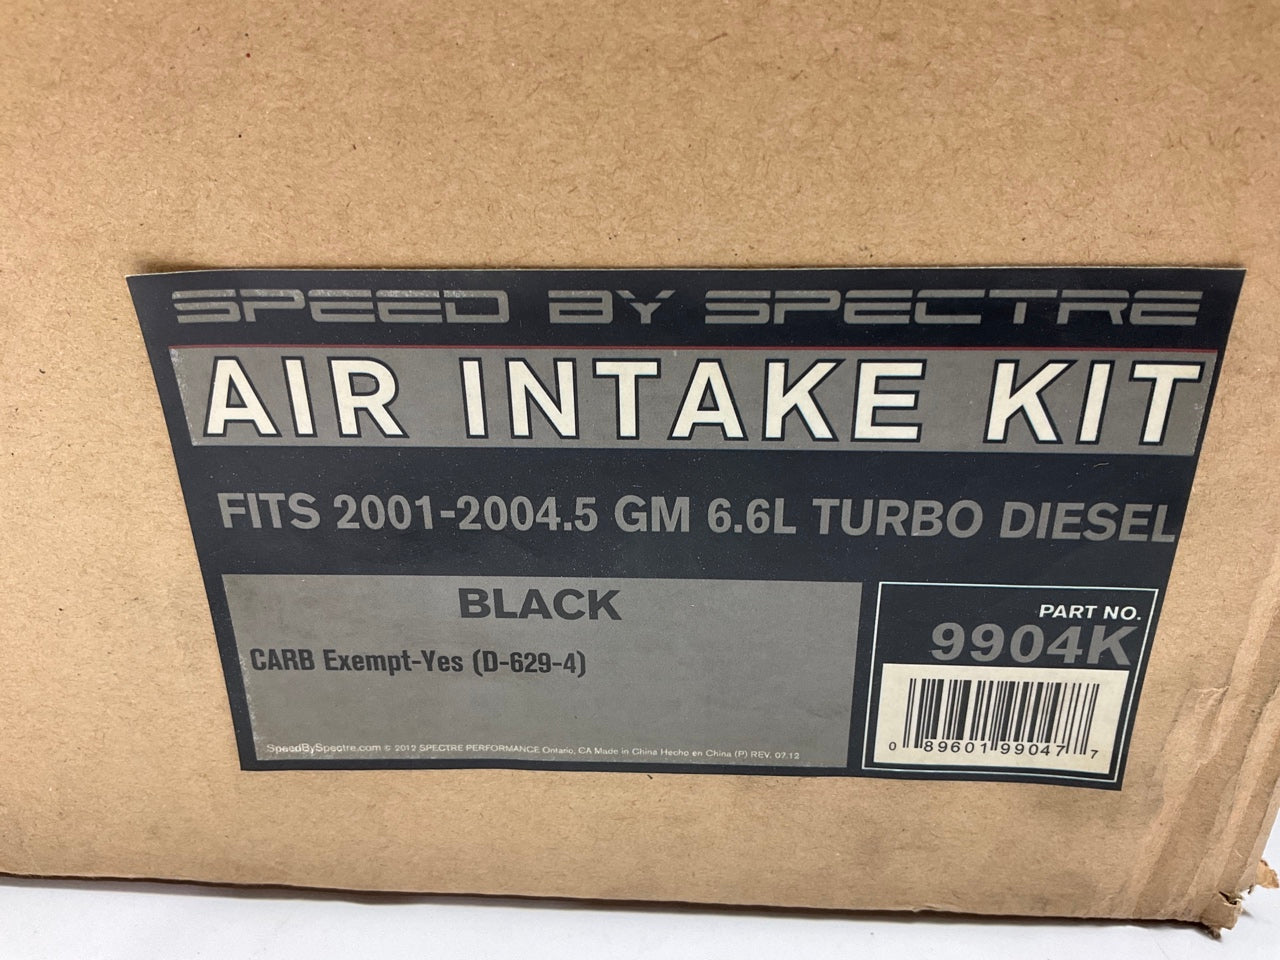 SPEED BY SPECTRE
AIR INTAKE KIT
FITS 2001-2004.5 GM 6.6L TURBO DIESEL
BLACK
CARB Exempt-Yes (D-629-4)
SpeedBySpectre.com © 2012 SPECTRE PERFORMANCE Ontario, CA Made in China Hecho en China (P) REV. 07.12
PART NO.
9904K
0 89601 99047 7